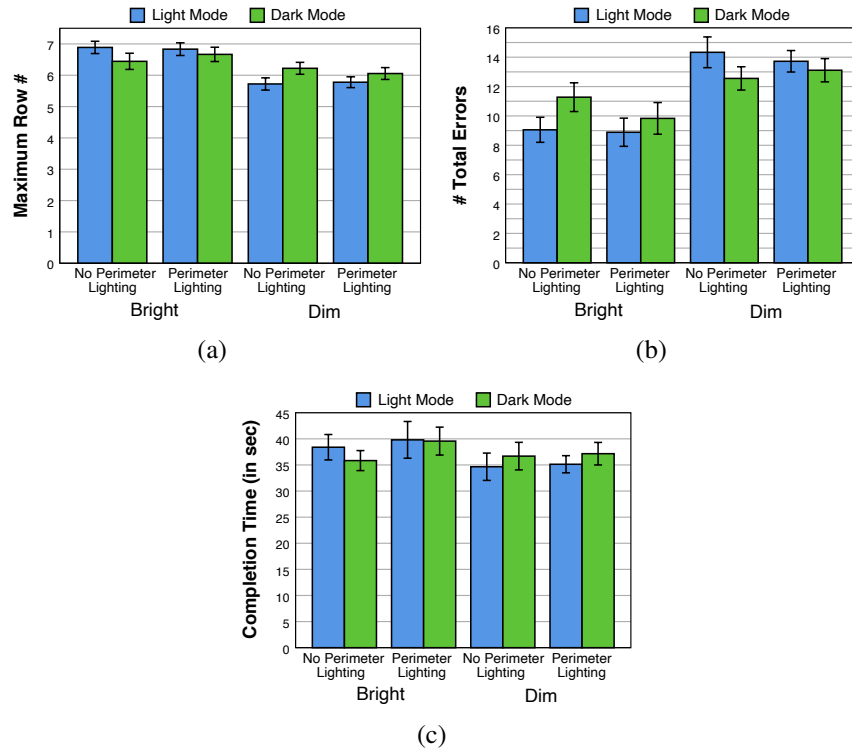 Light Mode Dark Mode
Maximum Row #
7
6
5
4
3
2
1
0
No Perimeter Lighting
Perimeter Lighting
No Perimeter Lighting
Perimeter Lighting
Bright
Dim
(a)
Light Mode Dark Mode
# Total Errors
16
14
12
10
8
6
4
2
0
No Perimeter Lighting
Perimeter Lighting
No Perimeter Lighting
Perimeter Lighting
Bright
Dim
(b)
Light Mode Dark Mode
Completion Time (in sec)
45
40
35
30
25
20
15
10
5
0
No Perimeter Lighting
Perimeter Lighting
No Perimeter Lighting
Perimeter Lighting
Bright
Dim
(c)